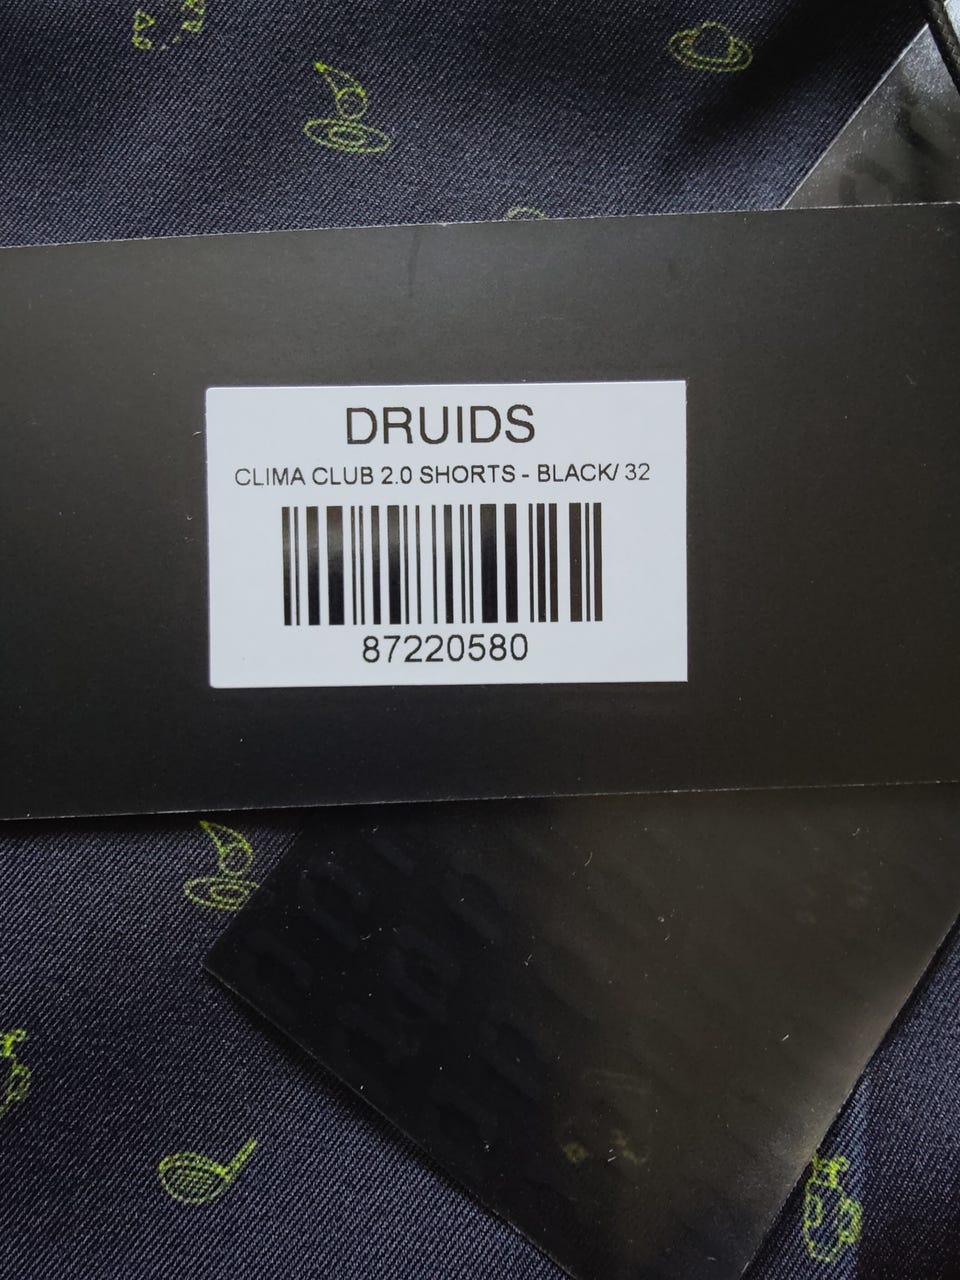 DRUIDS
CLIMA CLUB 2.0 SHORTS - BLACK/ 32
87220580